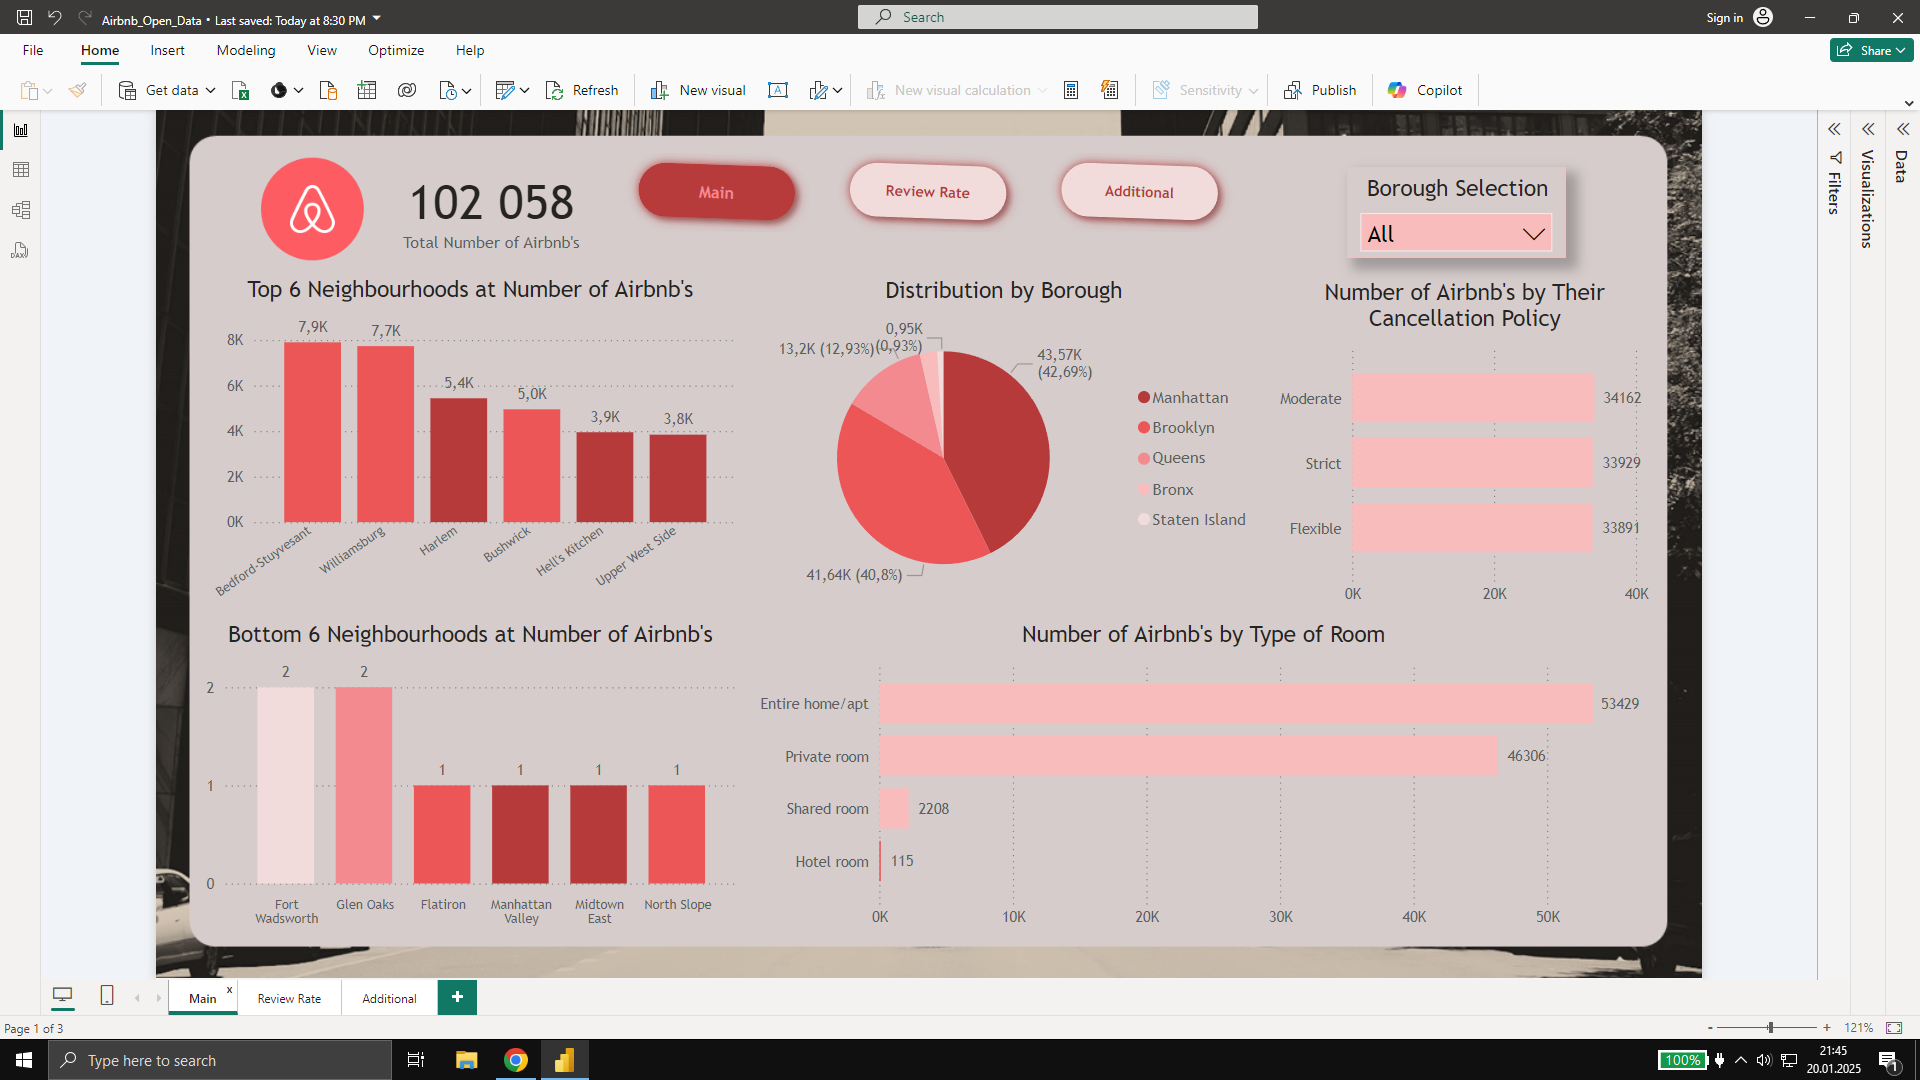 Airbnb_Open_Data • Last saved: Today at 8:30 PM
Search
Sign in
File Home Insert Modeling View Optimize Help
Share
Get data
Refresh
New visual
New visual calculation
Sensitivity
Publish
Copilot
Main
Review Rate
Additional
102 058
Total Number of Airbnb's
Borough Selection
All
Filters
Visualizations
Data
Top 6 Neighbourhoods at Number of Airbnb's
8K
6K
4K
2K
0K
7,9K
7,7K
5,4K
5,0K
3,9K
3,8K
Bedford-Stuyvesant
Williamsburg
Harlem
Bushwick
Hell's Kitchen
Upper West Side
Distribution by Borough
0,95K
(0,93%)
13,2K (12,93%)
43,57K
(42,69%)
41,64K (40,8%)
Manhattan
Brooklyn
Queens
Bronx
Staten Island
Number of Airbnb's by Their
Cancellation Policy
Moderate 34162
Strict 33929
Flexible 33891
0K 20K 40K
Bottom 6 Neighbourhoods at Number of Airbnb's
2
1
0
2 2 1 1 1 1
Fort
Wadsworth
Glen Oaks
Flatiron
Manhattan
Valley
Midtown
East
North Slope
Number of Airbnb's by Type of Room
Entire home/apt 53429
Private room 46306
Shared room 2208
Hotel room 115
0K 10K 20K 30K 40K 50K
Main x
Review Rate
Additional
+
Page 1 of 3
- + 121%
Type here to search
100%
21:45
20.01.2025
1
DAX